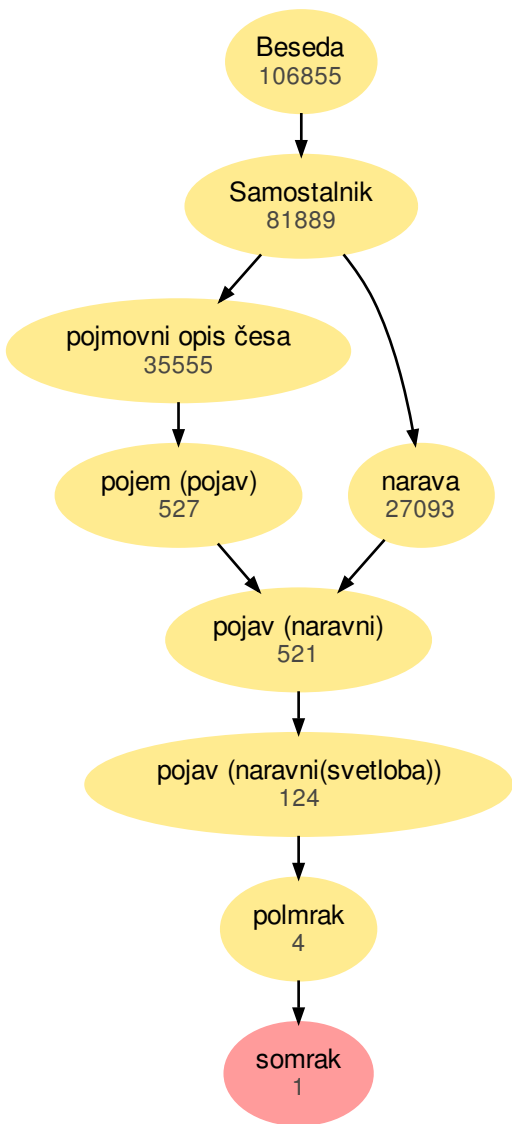 Beseda
106855
Samostalnik
81889
pojmovni opis česa
35555
pojem (pojav)
527
narava
27093
pojav (naravni)
521
pojav (naravni(svetloba))
124
polmrak
4
somrak
1